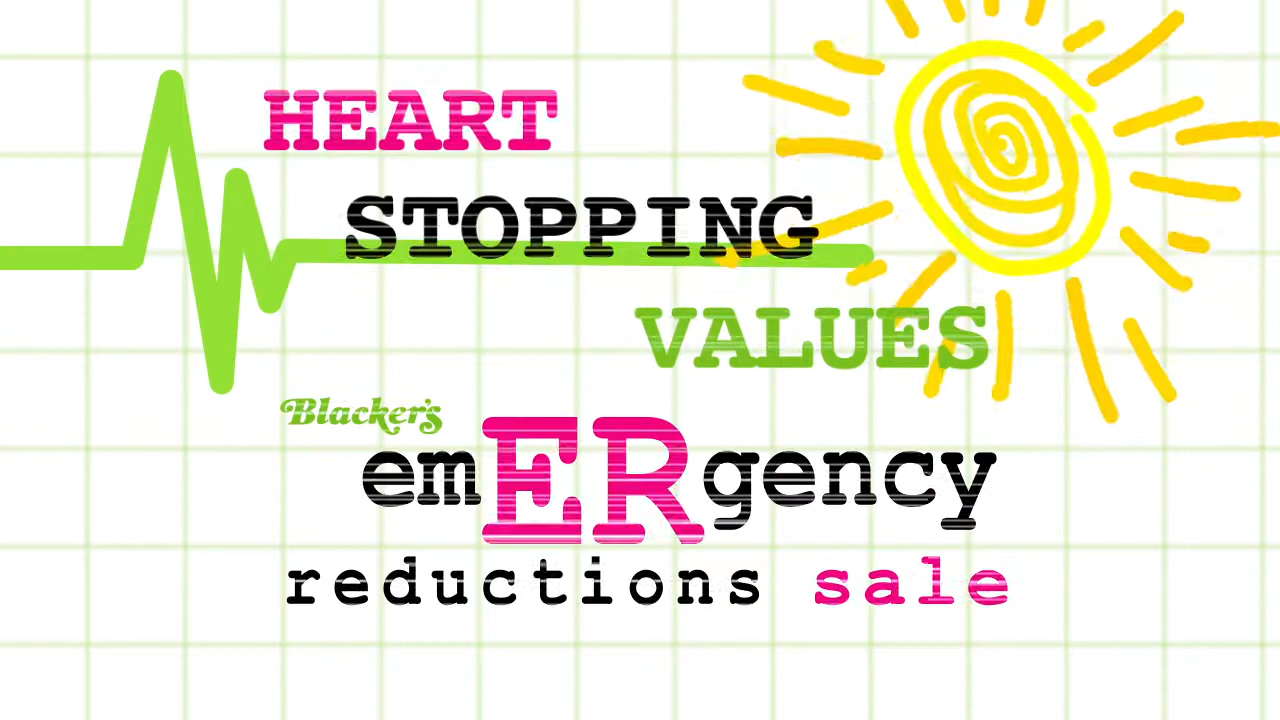 HEART
STOPPING
VALUES
Blacker's
emERgency
reductions sale